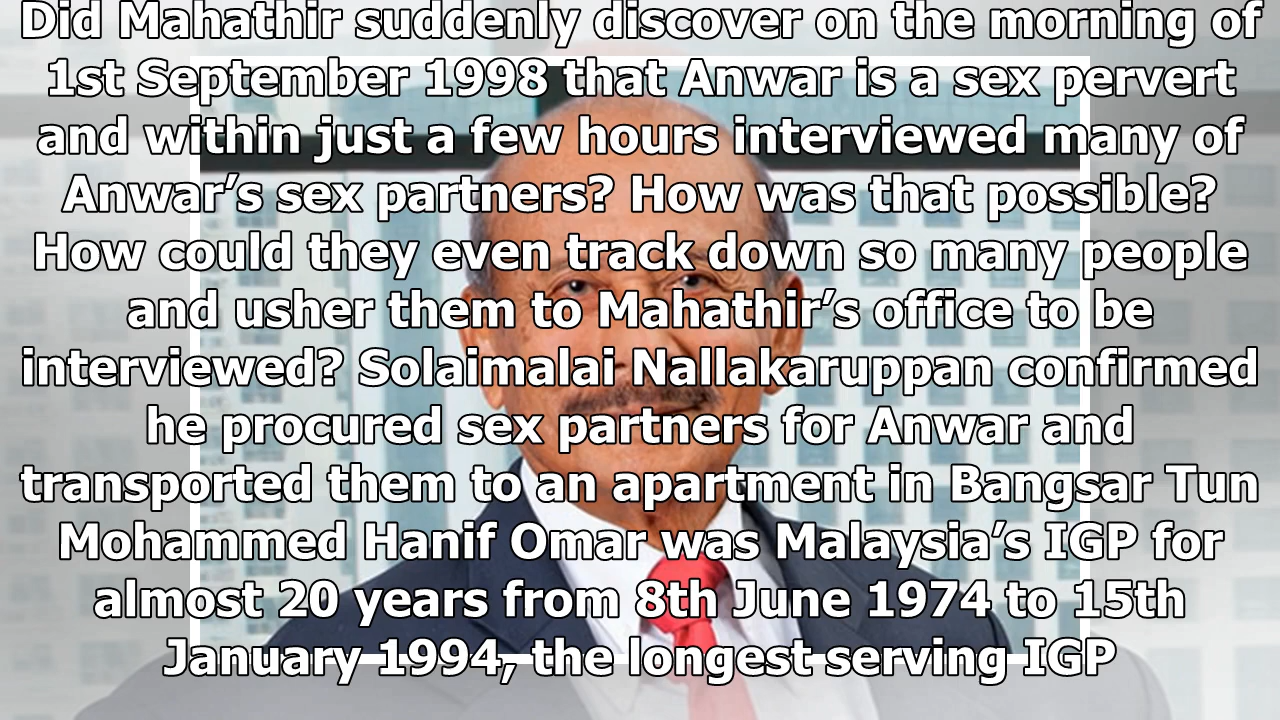 Did Mahathir suddenly discover on the morning of
1st September 1998 that Anwar is a sex pervert
and within just a few hours interviewed many of
Anwar’s sex partners? How was that possible?
How could they even track down so many people
and usher them to Mahathir’s office to be
interviewed? Solaimalai Nallakaruppan confirmed
he procured sex partners for Anwar and
transported them to an apartment in Bangsar Tun
Mohammed Hanif Omar was Malaysia’s IGP for
almost 20 years from 8th June 1974 to 15th
January 1994, the longest serving IGP